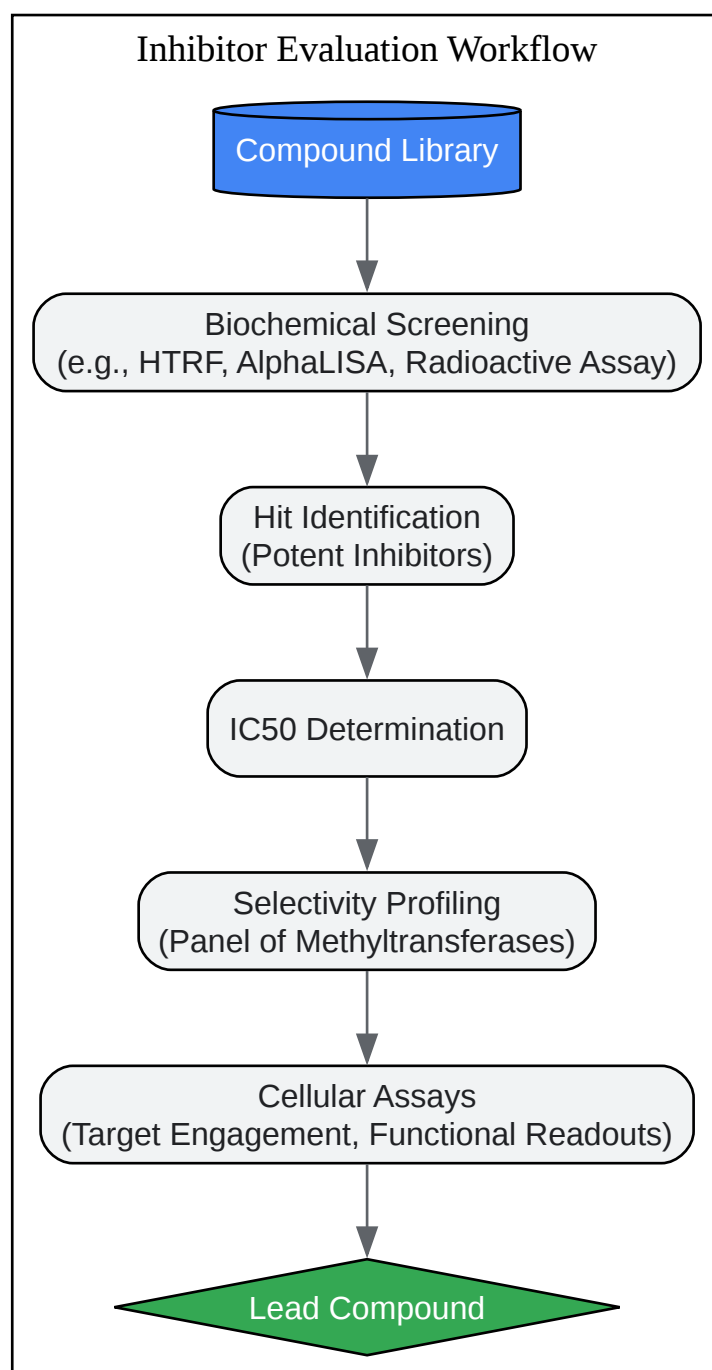 Inhibitor Evaluation Workflow
Compound Library
Biochemical Screening
(e.g., HTRF, AlphaLISA, Radioactive Assay)
Hit Identification
(Potent Inhibitors)
IC50 Determination
Selectivity Profiling
(Panel of Methyltransferases)
Cellular Assays
(Target Engagement, Functional Readouts)
Lead Compound